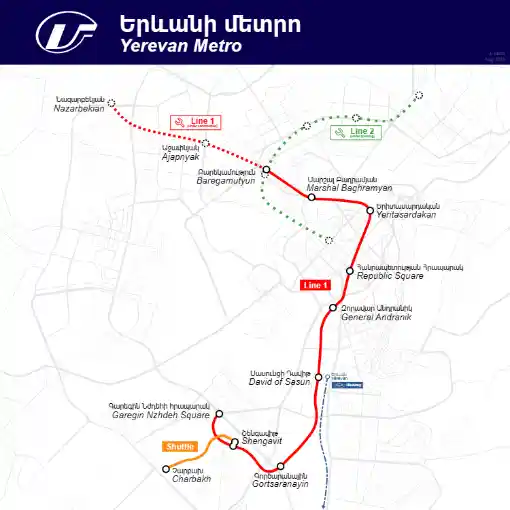 Երևանի մետրո
Yerevan Metro
Նազարբեկյան
Nazarbekian
Line 1
Line 2
Աջափնյակ
Ajapnyak
Բարեկամություն
Baregamutyun
Մարշալ Բաղրամյան
Marshal Baghramyan
Երիտասարդական
Yeritasardakan
Հանրապետության Հրապարակ
Republic Square
Line 1
Զորավար Անդրանիկ
General Andranik
Սասունցի Դավիթ
David of Sasun
Երևան
Yerevan
Գարեգին Նժդեհի հրապարակ
Garegin Nzhdeh Square
Շենգավիթ
Shengavit
Shuttle
Չարբախ
Charbakh
Գործարանային
Gortsaranayin